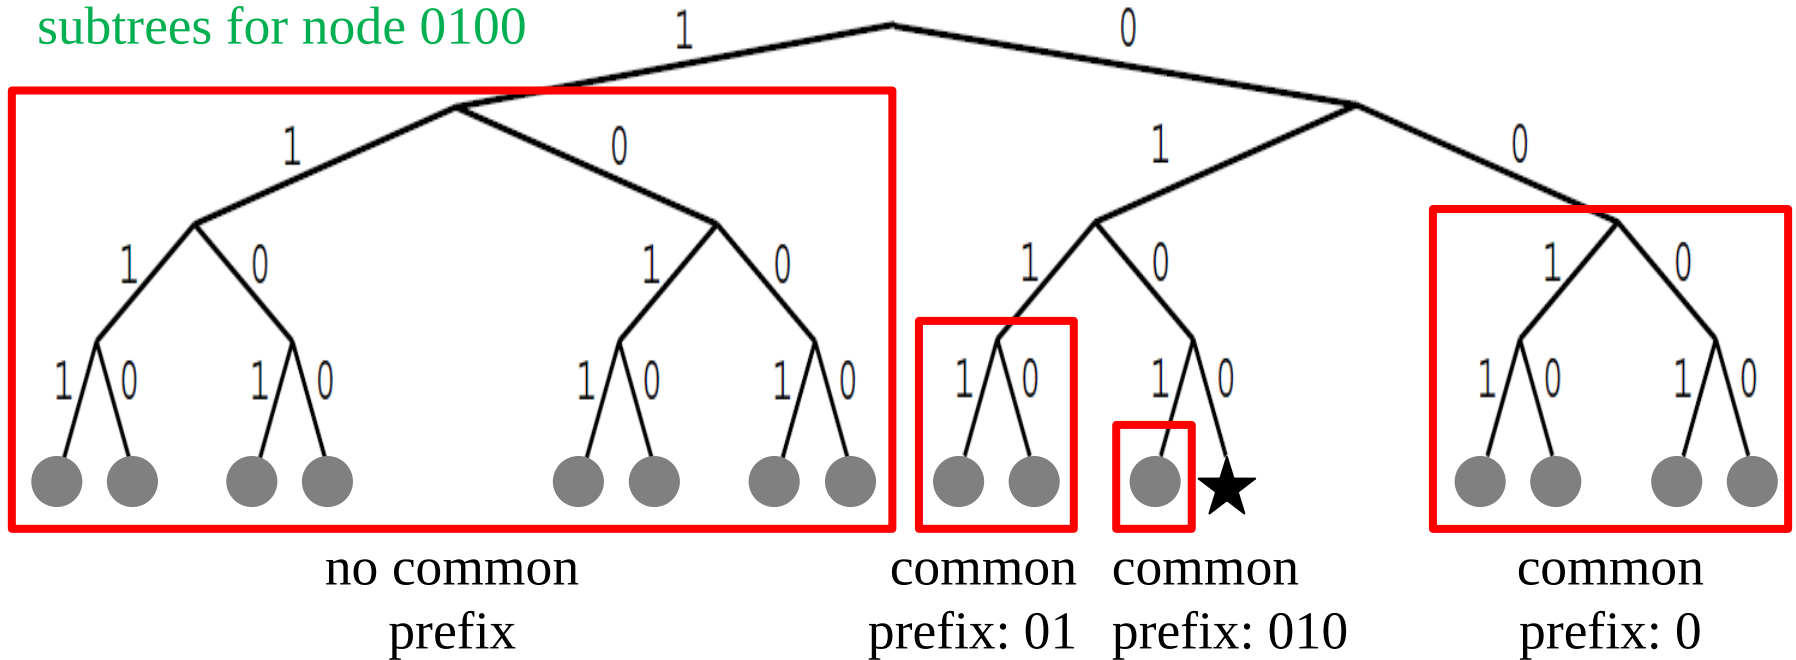 subtrees for node 0100
1 0
1 0 1 0
1 0 1 0 1 0 1 0
1 0 1 0 1 0 1 0 1 0 1 0 1 0 1 0
no common
prefix
common
prefix: 01
common
prefix: 010
common
prefix: 0